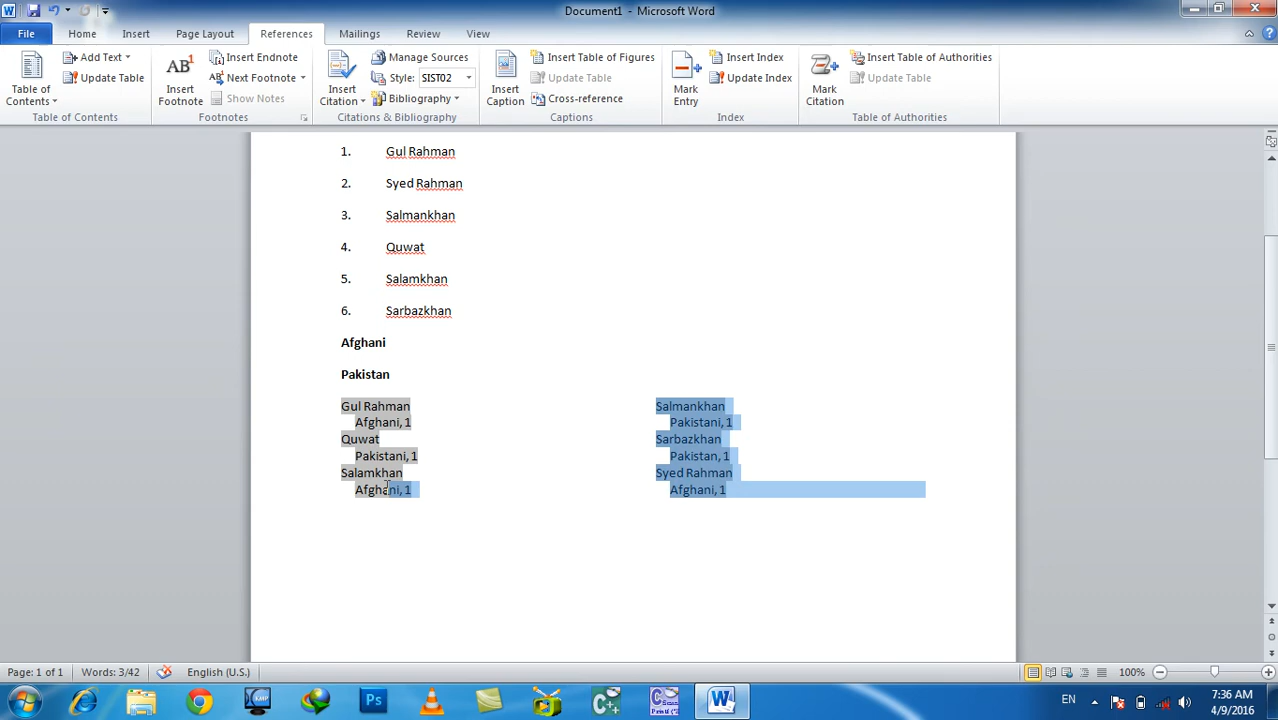 Document1 - Microsoft Word
File Home Insert Page Layout References Mailings Review View
Table of Contents
Add Text
Update Table
Table of Contents
AB1
Insert Footnote
Insert Endnote
AB Next Footnote
Show Notes
Footnotes
Insert Citation
Manage Sources
Style: SIST02
Bibliography
Citations & Bibliography
Insert Caption
Insert Table of Figures
Update Table
Cross-reference
Captions
Mark Entry
Insert Index
Update Index
Index
Mark Citation
Insert Table of Authorities
Update Table
Table of Authorities
1. Gul Rahman
2. Syed Rahman
3. Salmankhan
4. Quwat
5. Salamkhan
6. Sarbazkhan
Afghani
Pakistan
Gul Rahman
Afghani, 1
Quwat
Pakistani, 1
Salamkhan
Afghani, 1
Salmankhan
Pakistani, 1
Sarbazkhan
Pakistan, 1
Syed Rahman
Afghani, 1
Page: 1 of 1 Words: 3/42 English (U.S.) 100%
EN 7:36 AM
4/9/2016